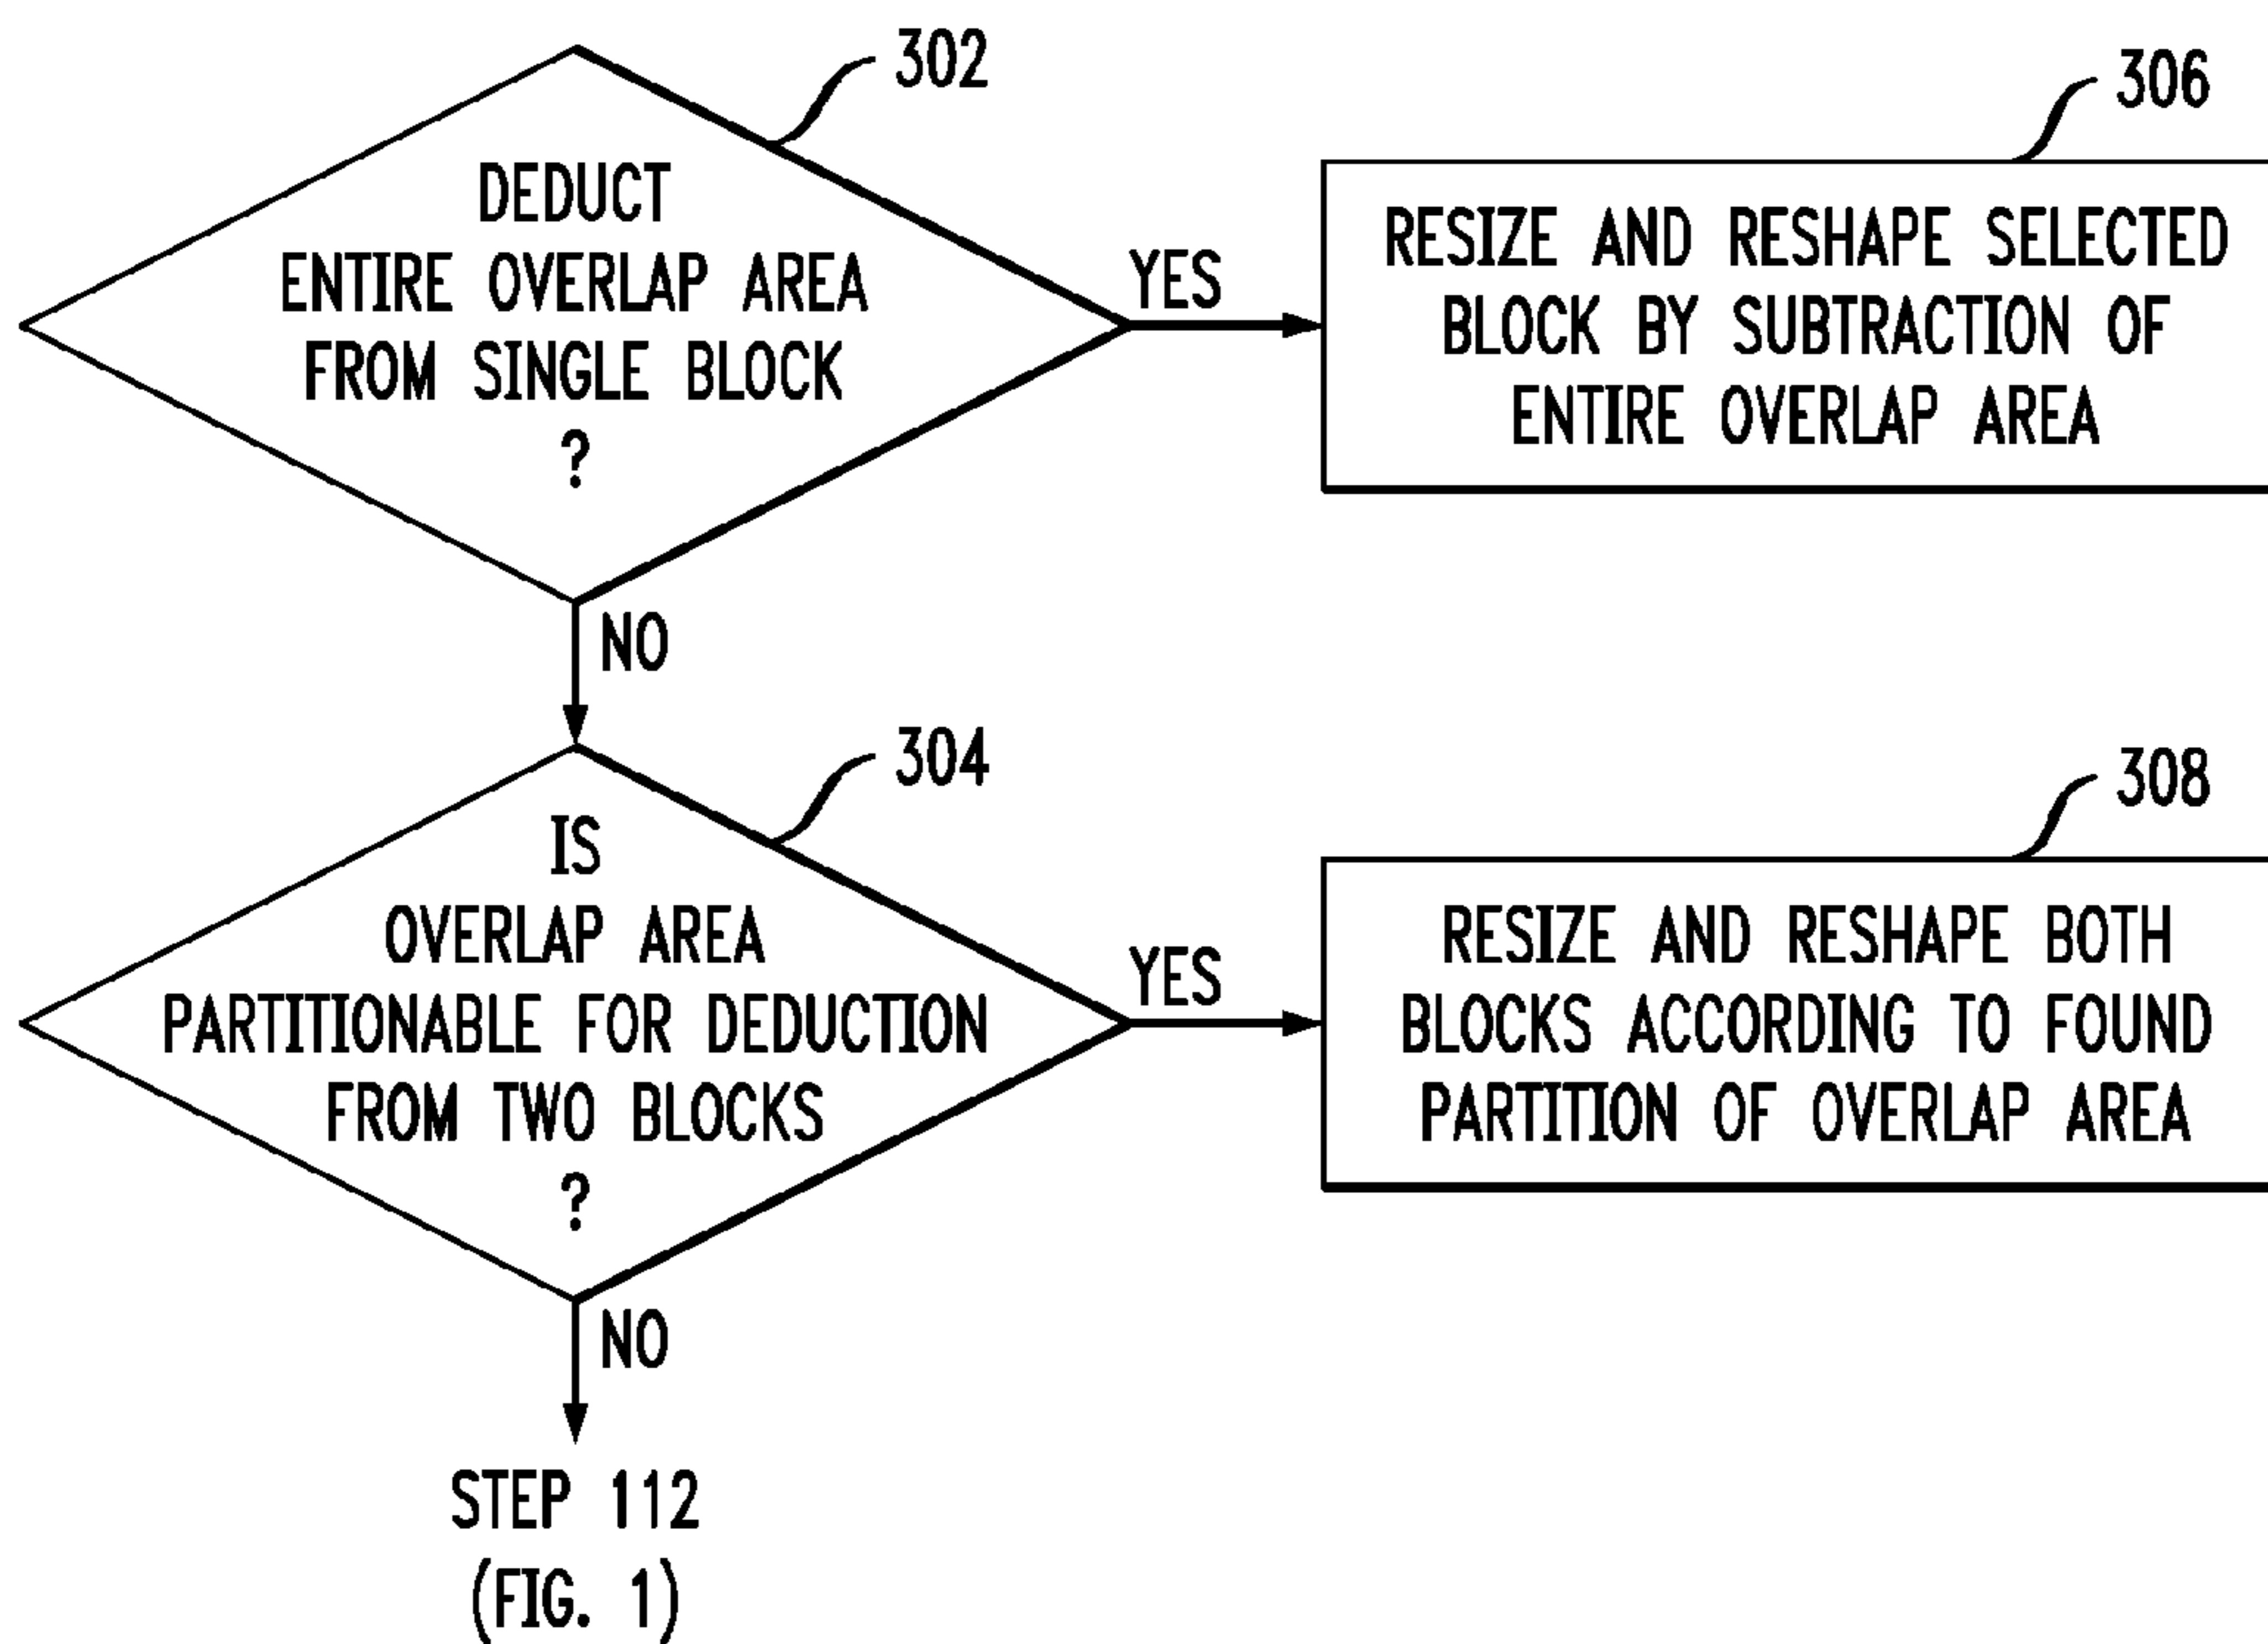 302
DEDUCT
ENTIRE OVERLAP AREA
FROM SINGLE BLOCK
?
YES
306
RESIZE AND RESHAPE SELECTED
BLOCK BY SUBTRACTION OF
ENTIRE OVERLAP AREA
NO
304
IS
OVERLAP AREA
PARTITIONABLE FOR DEDUCTION
FROM TWO BLOCKS
?
YES
308
RESIZE AND RESHAPE BOTH
BLOCKS ACCORDING TO FOUND
PARTITION OF OVERLAP AREA
NO
STEP 112
(FIG. 1)